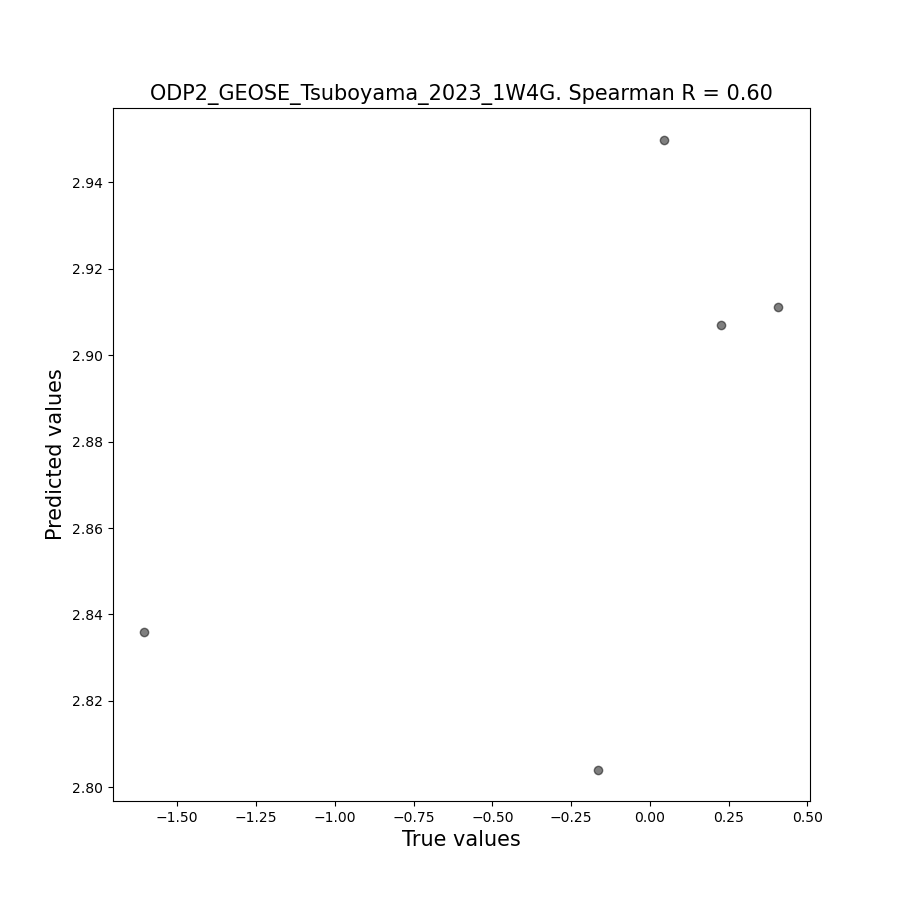 ODP2_GEOSE_Tsuboyama_2023_1W4G. Spearman R = 0.60
2.94
2.92
2.90
2.88
2.86
2.84
2.82
2.80
Predicted values
−1.50 −1.25 −1.00 −0.75 −0.50 −0.25 0.00 0.25 0.50
True values